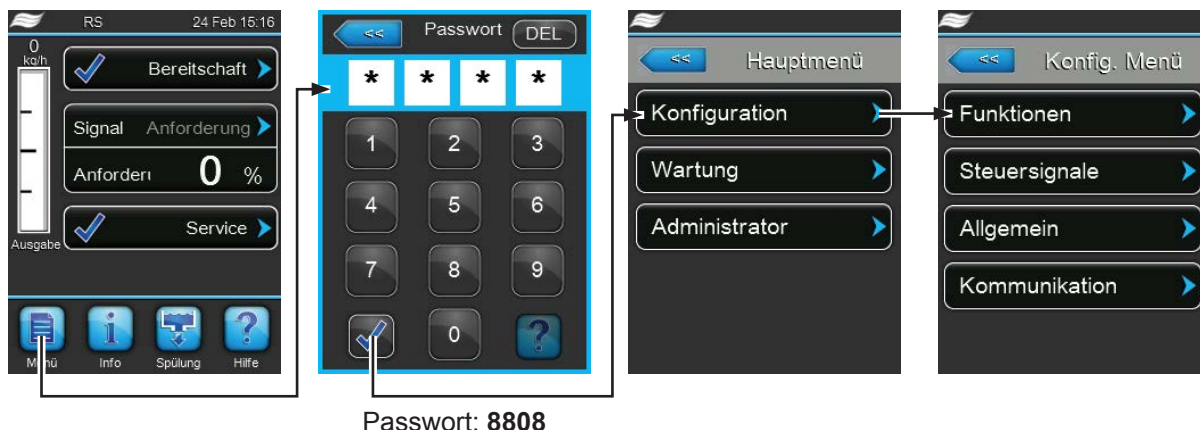 RS 24 Feb 15:16
0
kg/h
Bereitschaft
Signal Anforderung
Anforderu 0 %
Service
Ausgabe
Menü Info Spülung Hilfe
<< Passwort DEL
* * * *
1 2 3
4 5 6
7 8 9
0 ?
Passwort: 8808
<< Hauptmenü
Konfiguration
Wartung
Administrator
<< Konfig. Menü
Funktionen
Steuersignale
Allgemein
Kommunikation